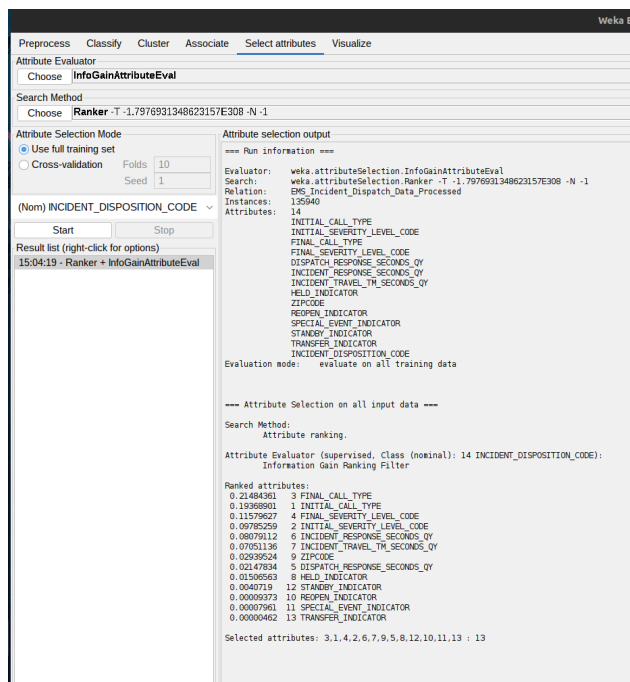 Weka E
Preprocess Classify Cluster Associate Select attributes Visualize
Attribute Evaluator
Choose InfoGainAttributeEval
Search Method
Choose Ranker -T -1.7976931348623157E308 -N -1
Attribute Selection Mode
Use full training set
Cross-validation Folds 10
Seed 1
(Nom) INCIDENT_DISPOSITION_CODE
Start Stop
Result list (right-click for options)
15:04:19 - Ranker + InfoGainAttributeEval
Attribute selection output
=== Run information ===
Evaluator: weka.attributeSelection.InfoGainAttributeEval
Search: weka.attributeSelection.Ranker -T -1.7976931348623157E308 -N -1
Relation: EMS_Incident_Dispatch_Data_Processed
Instances: 135940
Attributes: 14
INITIAL_CALL_TYPE
INITIAL_SEVERITY_LEVEL_CODE
FINAL_CALL_TYPE
FINAL_SEVERITY_LEVEL_CODE
DISPATCH_RESPONSE_SECONDS_QY
INCIDENT_RESPONSE_SECONDS_QY
INCIDENT_TRAVEL_TM_SECONDS_QY
HELD_INDICATOR
ZIPCODE
REOPEN_INDICATOR
SPECIAL_EVENT_INDICATOR
STANDBY_INDICATOR
TRANSFER_INDICATOR
INCIDENT_DISPOSITION_CODE
Evaluation mode: evaluate on all training data
=== Attribute Selection on all input data ===
Search Method:
Attribute ranking.
Attribute Evaluator (supervised, Class (nominal): 14 INCIDENT_DISPOSITION_CODE):
Information Gain Ranking Filter
Ranked attributes:
0.21484361 3 FINAL_CALL_TYPE
0.19368901 1 INITIAL_CALL_TYPE
0.11579627 4 FINAL_SEVERITY_LEVEL_CODE
0.09785259 2 INITIAL_SEVERITY_LEVEL_CODE
0.08079112 6 INCIDENT_RESPONSE_SECONDS_QY
0.07051136 7 INCIDENT_TRAVEL_TM_SECONDS_QY
0.02939524 9 ZIPCODE
0.02147834 5 DISPATCH_RESPONSE_SECONDS_QY
0.01506563 8 HELD_INDICATOR
0.0040719 12 STANDBY_INDICATOR
0.00009373 10 REOPEN_INDICATOR
0.00007961 11 SPECIAL_EVENT_INDICATOR
0.00000462 13 TRANSFER_INDICATOR
Selected attributes: 3,1,4,2,6,7,9,5,8,12,10,11,13 : 13